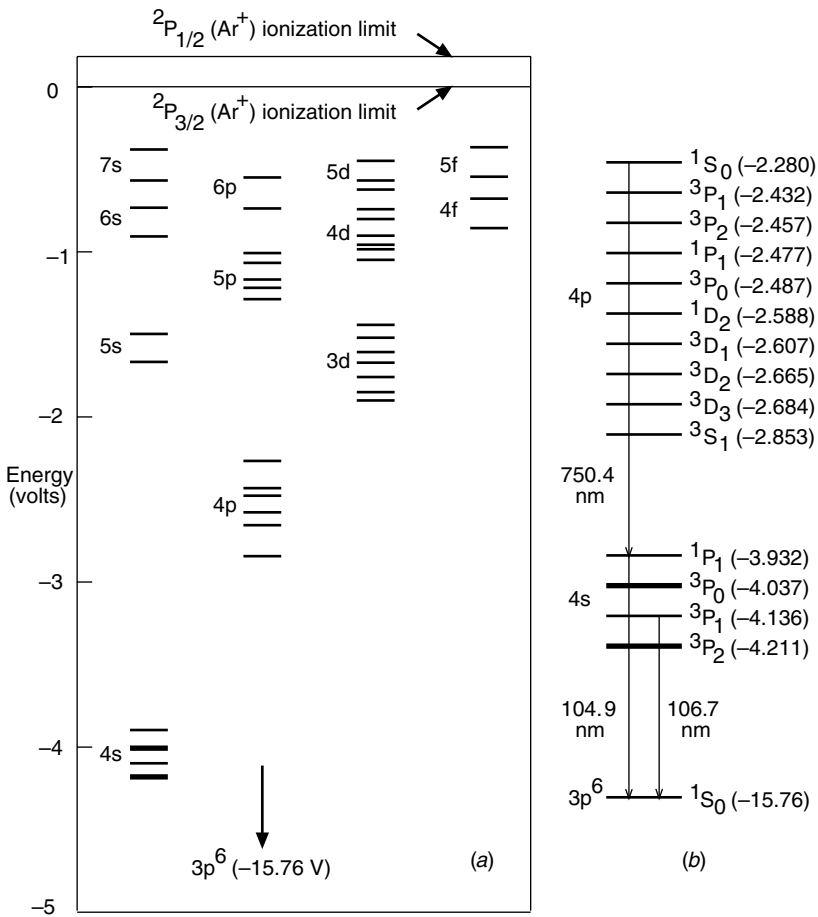 ²P₁/₂ (Ar⁺) ionization limit
0
²P₃/₂ (Ar⁺) ionization limit
7s
6s
5s
4s
6p
5p
4p
5d
4d
3d
5f
4f
–1
–2
Energy
(volts)
–3
–4
–5
3p⁶ (–15.76 V)
(a)
4p
¹S₀ (–2.280)
³P₁ (–2.432)
³P₂ (–2.457)
¹P₁ (–2.477)
³P₀ (–2.487)
¹D₂ (–2.588)
³D₁ (–2.607)
³D₂ (–2.665)
³D₃ (–2.684)
³S₁ (–2.853)
750.4
nm
4s
¹P₁ (–3.932)
³P₀ (–4.037)
³P₁ (–4.136)
³P₂ (–4.211)
104.9
nm
106.7
nm
3p⁶
¹S₀ (–15.76)
(b)